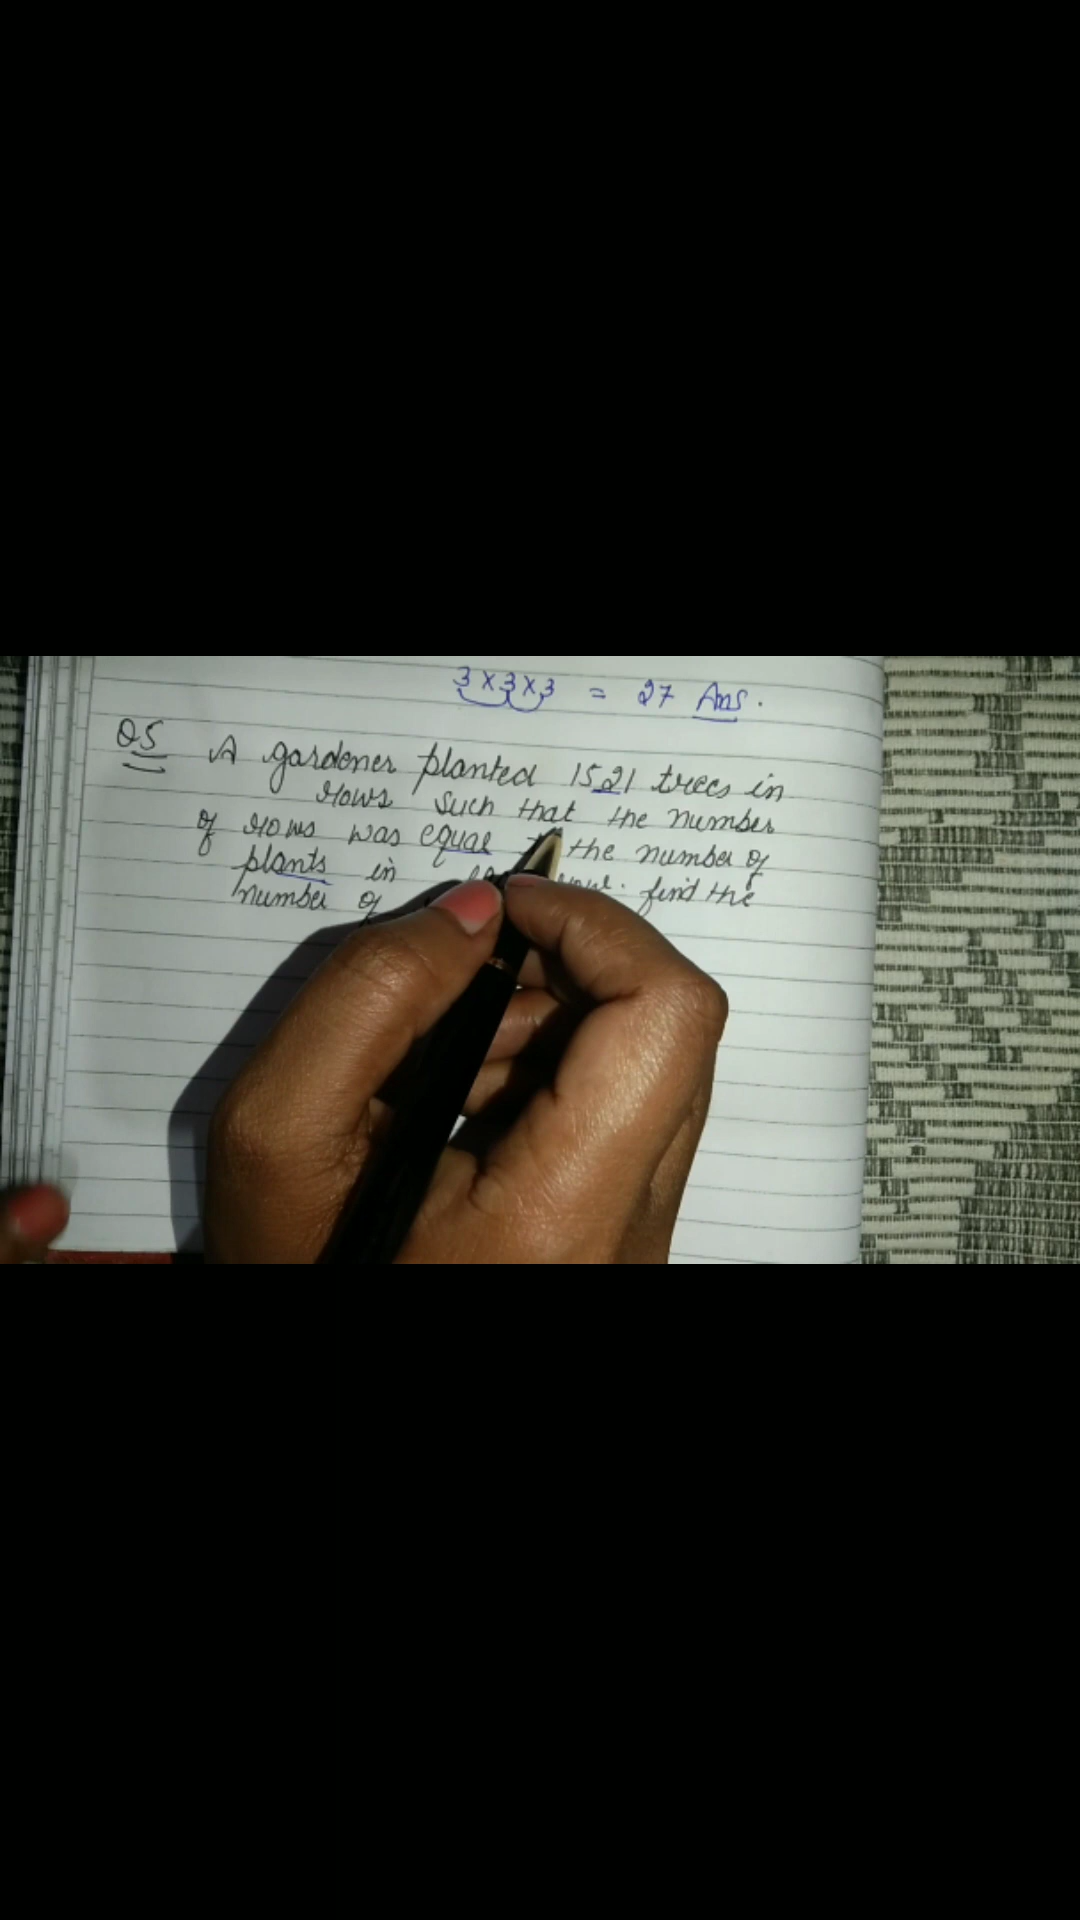 3×3×3 = 27 Ans.
Q5 A gardener planted 1521 trees in
rows such that the number
of rows was equal the number of
plants in find the
number of